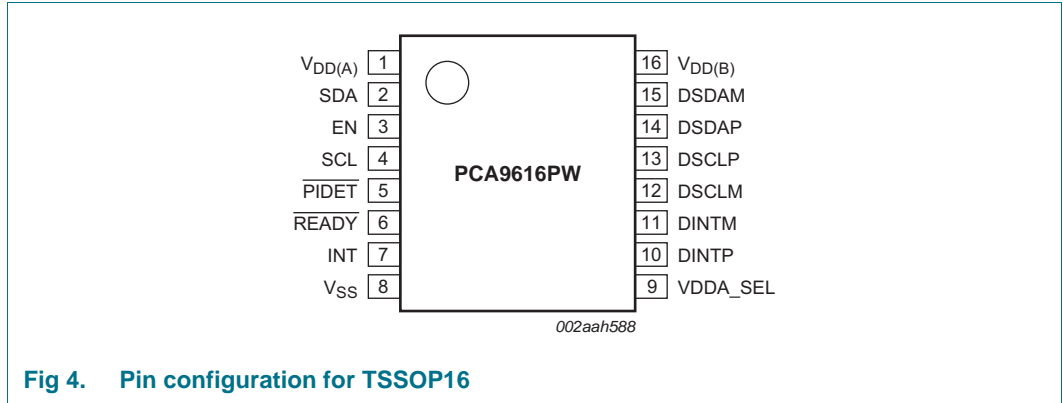 VDD(A) 1
SDA 2
EN 3
SCL 4
PIDET 5
READY 6
INT 7
VSS 8
PCA9616PW
16 VDD(B)
15 DSDAM
14 DSDAP
13 DSCLP
12 DSCLM
11 DINTM
10 DINTP
9 VDDA_SEL
002aah588
Fig 4. Pin configuration for TSSOP16